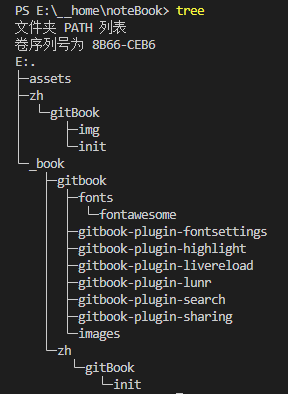 PS E:\__home\noteBook> tree
文件夹 PATH 列表
卷序列号为 8B66-CEB6
E:.
├─assets
├─zh
│  └─gitBook
│      ├─img
│      └─init
└─_book
    ├─gitbook
    │  ├─fonts
    │  │  └─fontawesome
    │  ├─gitbook-plugin-fontsettings
    │  ├─gitbook-plugin-highlight
    │  ├─gitbook-plugin-livereload
    │  ├─gitbook-plugin-lunr
    │  ├─gitbook-plugin-search
    │  ├─gitbook-plugin-sharing
    │  └─images
    └─zh
        └─gitBook
            └─init